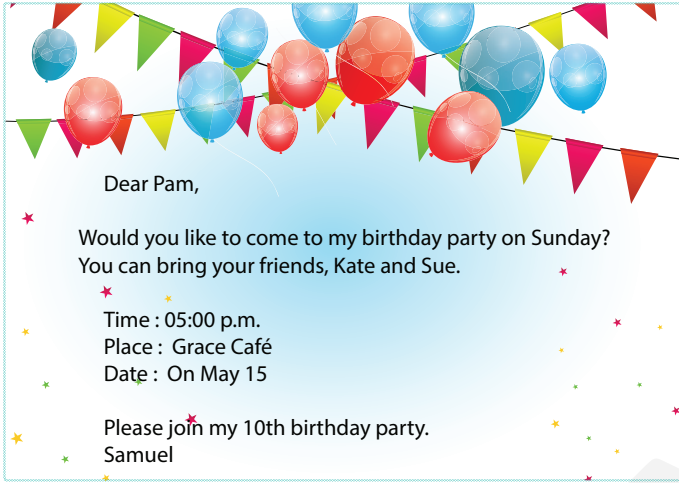 Dear Pam,
Would you like to come to my birthday party on Sunday?
You can bring your friends, Kate and Sue.
Time : 05:00 p.m.
Place :  Grace Café
Date :  On May 15
Please join my 10th birthday party.
Samuel